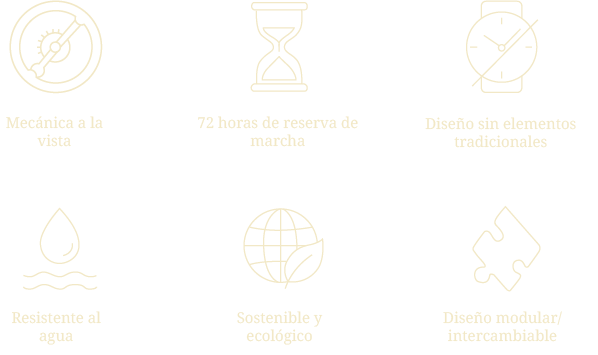 Mecánica a la
vista
72 horas de reserva de
marcha
Diseño sin elementos
tradicionales
Resistente al
agua
Sostenible y
ecológico
Diseño modular/
intercambiable